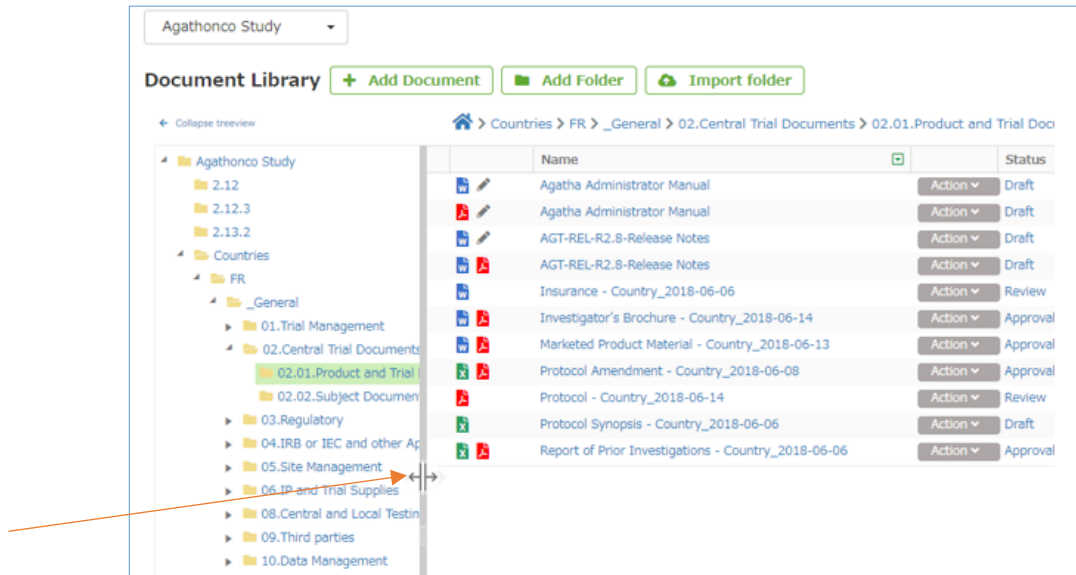 Agathonco Study
Document Library + Add Document Add Folder Import folder
Collapse treeview
Countries > FR > _General > 02.Central Trial Documents > 02.01.Product and Trial Docu
Agathonco Study
2.12
2.12.3
2.13.2
Countries
FR
_General
01.Trial Management
02.Central Trial Documents
02.01.Product and Trial
02.02.Subject Documen
03.Regulatory
04.IRB or IEC and other Ap
05.Site Management
06.IP and Trial Supplies
08.Central and Local Testin
09.Third parties
10.Data Management
Name Status
Agatha Administrator Manual Action Draft
Agatha Administrator Manual Action Draft
AGT-REL-R2.8-Release Notes Action Draft
AGT-REL-R2.8-Release Notes Action Draft
Insurance - Country_2018-06-06 Action Review
Investigator's Brochure - Country_2018-06-14 Action Approval
Marketed Product Material - Country_2018-06-13 Action Approval
Protocol Amendment - Country_2018-06-08 Action Approval
Protocol - Country_2018-06-14 Action Review
Protocol Synopsis - Country_2018-06-06 Action Draft
Report of Prior Investigations - Country_2018-06-06 Action Approval